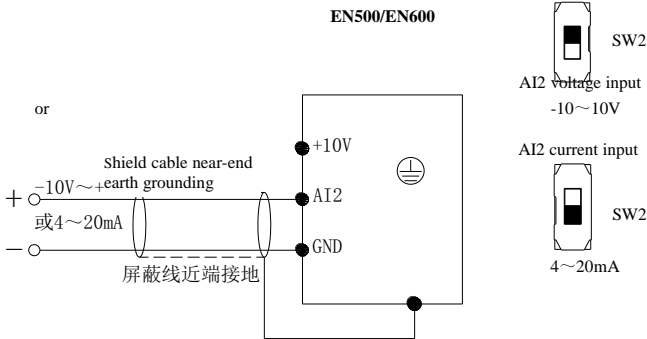 EN500/EN600
SW2
AI2 voltage input
-10～10V
or
+10V
Shield cable near-end
earth grounding
AI2 current input
-10V～+
+
AI2
或4～20mA
SW2
-
GND
屏蔽线近端接地
4～20mA